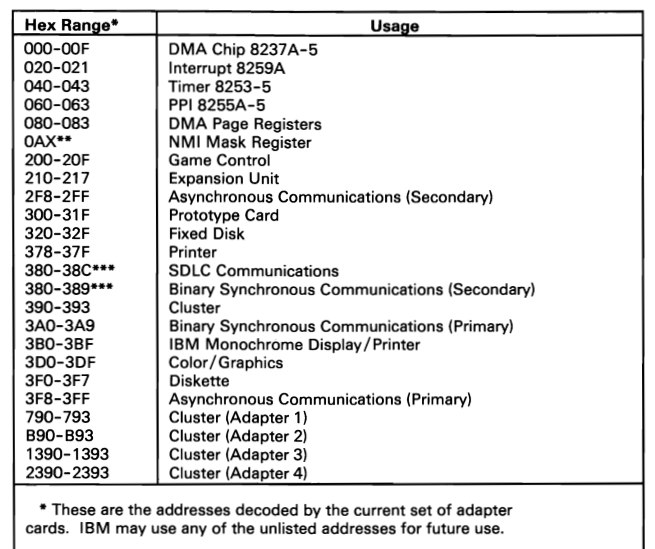 Hex Range* Usage
000-00F DMA Chip 8237A-5
020-021 Interrupt 8259A
040-043 Timer 8253-5
060-063 PPI 8255A-5
080-083 DMA Page Registers
0AX** NMI Mask Register
200-20F Game Control
210-217 Expansion Unit
2F8-2FF Asynchronous Communications (Secondary)
300-31F Prototype Card
320-32F Fixed Disk
378-37F Printer
380-38C*** SDLC Communications
380-389*** Binary Synchronous Communications (Secondary)
390-393 Cluster
3A0-3A9 Binary Synchronous Communications (Primary)
3B0-3BF IBM Monochrome Display/Printer
3D0-3DF Color/Graphics
3F0-3F7 Diskette
3F8-3FF Asynchronous Communications (Primary)
790-793 Cluster (Adapter 1)
B90-B93 Cluster (Adapter 2)
1390-1393 Cluster (Adapter 3)
2390-2393 Cluster (Adapter 4)
* These are the addresses decoded by the current set of adapter
cards. IBM may use any of the unlisted addresses for future use.